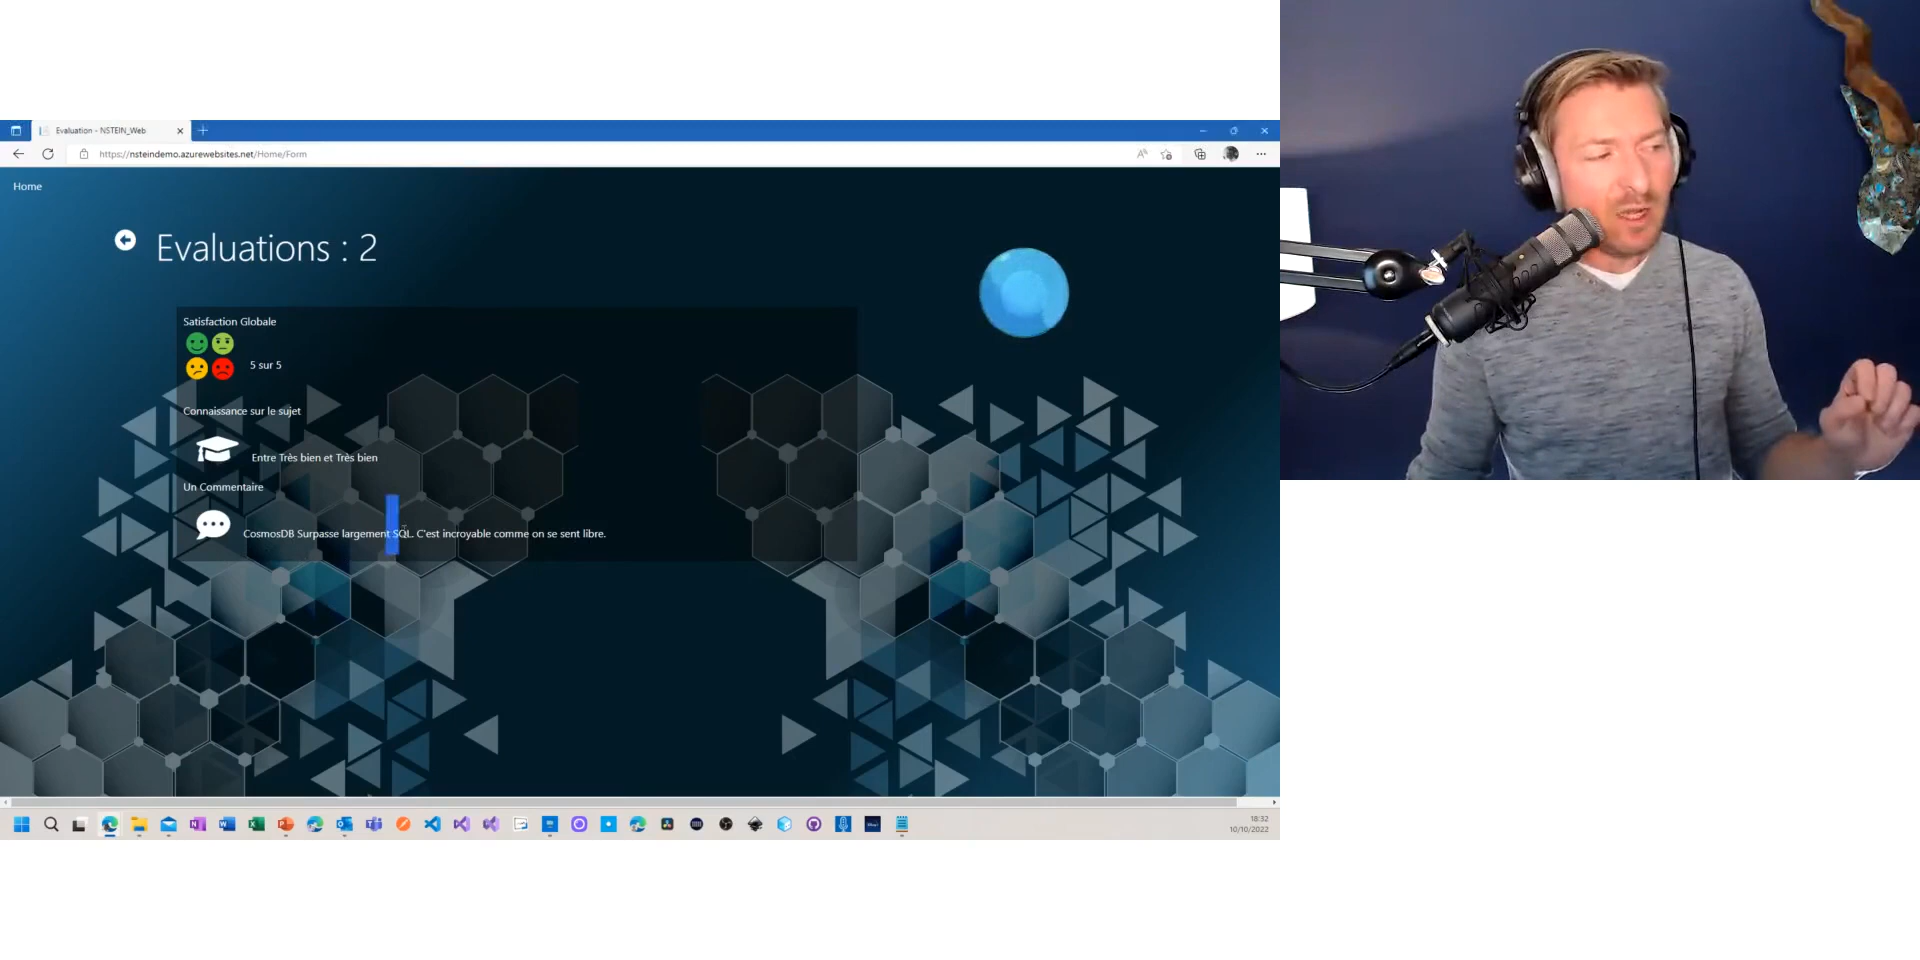 Evaluation - NSTEIN_Web
https://nsteindemo.azurewebsites.net/Home/Form
Home
Evaluations : 2
Satisfaction Globale
5 sur 5
Connaissance sur le sujet
Entre Très bien et Très bien
Un Commentaire
CosmosDB Surpasse largement SQL. C'est incroyable comme on se sent libre.
18:32
10/10/2022